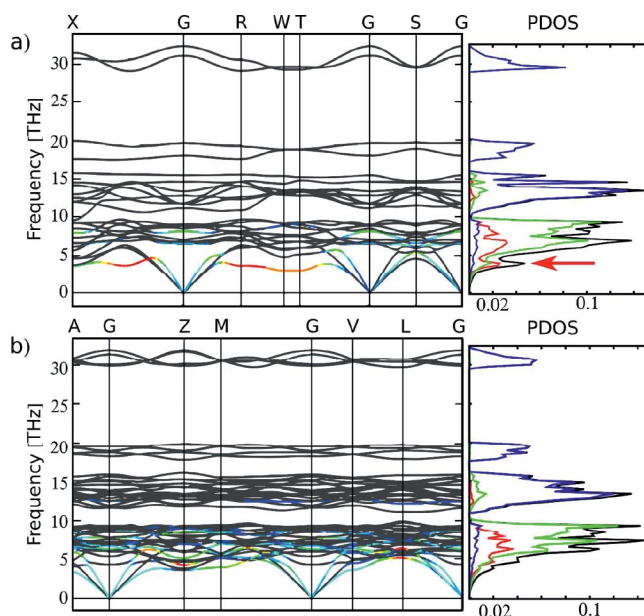 X G R W T G S G PDOS
a)
30
25
20
15
10
5
0
Frequency [THz]
0.02 0.1
A G Z M G V L G PDOS
b)
30
25
20
15
10
5
0
Frequency [THz]
0.02 0.1